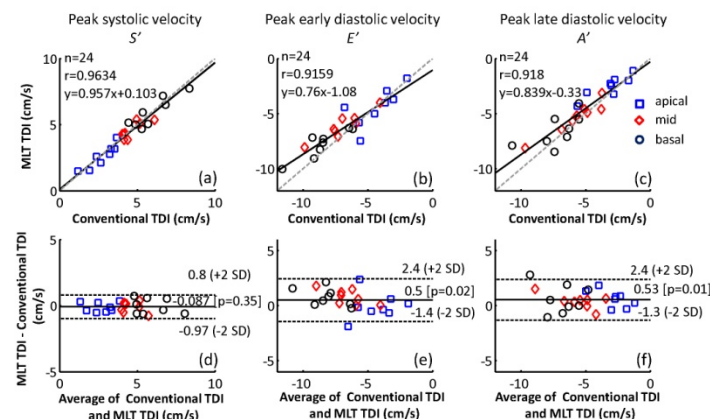 Peak systolic velocity
S'
Peak early diastolic velocity
E'
Peak late diastolic velocity
A'
MLT TDI (cm/s)
10
5
0
0
5
10
n=24
r=0.9634
y=0.957x+0.103
(a)
Conventional TDI (cm/s)
0
-5
-10
-10
-5
0
n=24
r=0.9159
y=0.76x-1.08
(b)
Conventional TDI (cm/s)
0
-5
-10
-10
-5
0
n=24
r=0.918
y=0.839x-0.33
(c)
Conventional TDI (cm/s)
apical
mid
basal
MLT TDI - Conventional TDI
(cm/s)
5
0
-5
0
5
10
0.8 (+2 SD)
-0.087 [p=0.35]
-0.97 (-2 SD)
(d)
Average of Conventional TDI
and MLT TDI (cm/s)
5
0
-5
-10
-5
0
2.4 (+2 SD)
0.5 [p=0.02]
-1.4 (-2 SD)
(e)
Average of Conventional TDI
and MLT TDI (cm/s)
5
0
-5
-10
-5
0
2.4 (+2 SD)
0.53 [p=0.01]
-1.3 (-2 SD)
(f)
Average of Conventional TDI
and MLT TDI (cm/s)